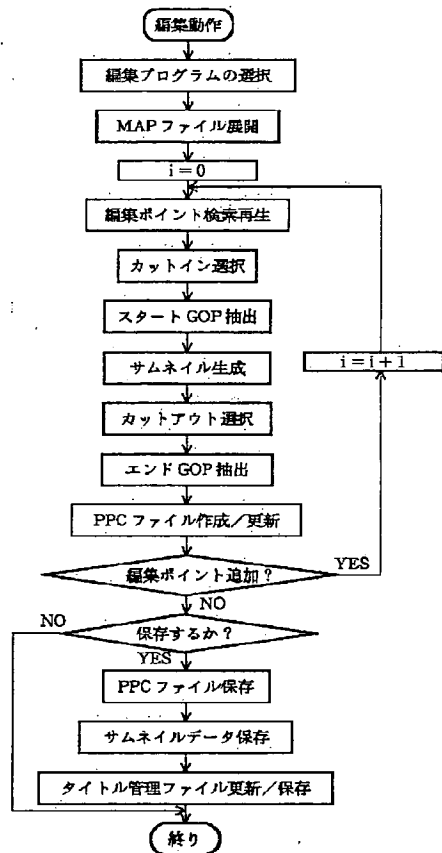 編集動作
編集プログラムの選択
MAPファイル展開
i=0
編集ポイント検索再生
カットイン選択
スタートGOP抽出
サムネイル生成
i=i+1
カットアウト選択
エンドGOP抽出
PPCファイル作成/更新
編集ポイント追加?
YES
NO
保存するか?
NO
YES
PPCファイル保存
サムネイルデータ保存
タイトル管理ファイル更新/保存
終り